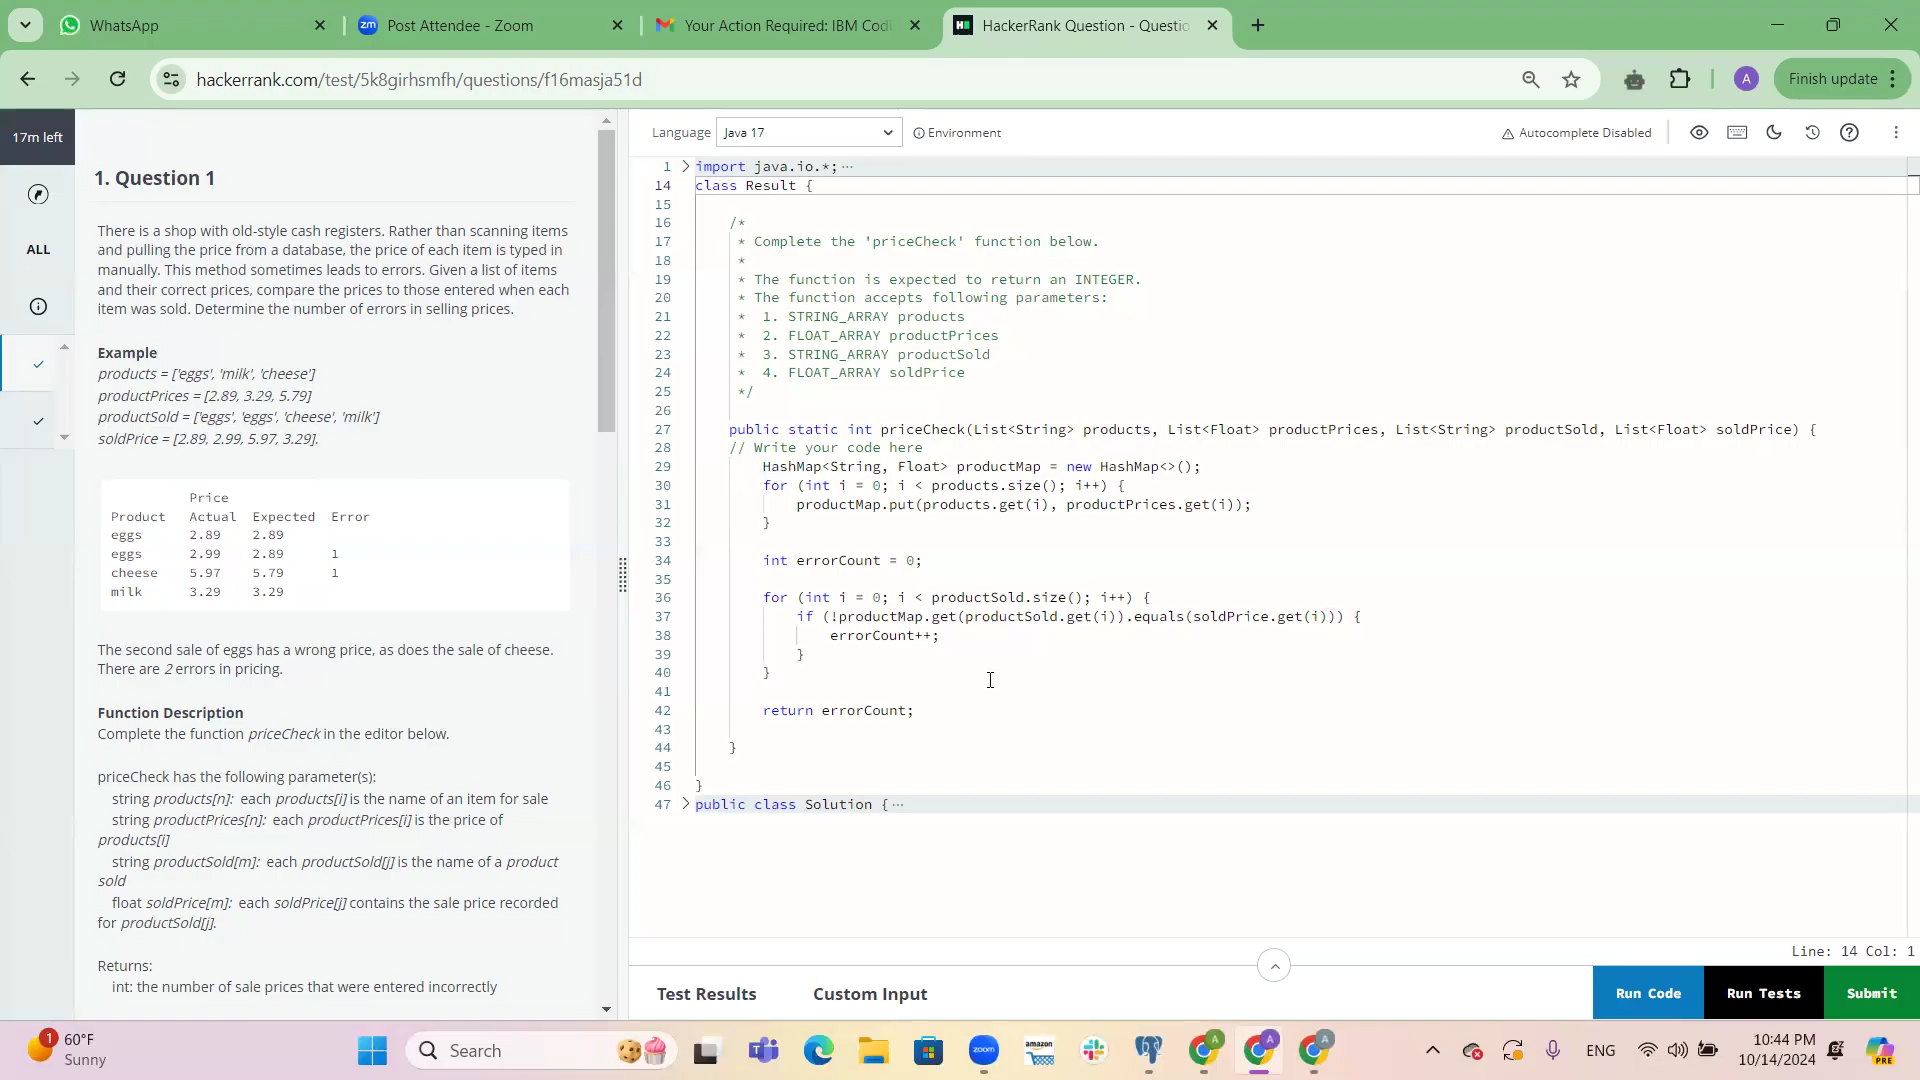 WhatsApp
Post Attendee - Zoom
Your Action Required: IBM Codi
HackerRank Question - Questio
hackerrank.com/test/5k8girhsmfh/questions/f16masja51d
A
Finish update
17m left
ALL
1. Question 1
There is a shop with old-style cash registers. Rather than scanning items
and pulling the price from a database, the price of each item is typed in
manually. This method sometimes leads to errors. Given a list of items
and their correct prices, compare the prices to those entered when each
item was sold. Determine the number of errors in selling prices.
Example
products = ['eggs', 'milk', 'cheese']
productPrices = [2.89, 3.29, 5.79]
productSold = ['eggs', 'eggs', 'cheese', 'milk']
soldPrice = [2.89, 2.99, 5.97, 3.29].
Price
Product Actual Expected Error
eggs 2.89 2.89
eggs 2.99 2.89 1
cheese 5.97 5.79 1
milk 3.29 3.29
The second sale of eggs has a wrong price, as does the sale of cheese.
There are 2 errors in pricing.
Function Description
Complete the function priceCheck in the editor below.
priceCheck has the following parameter(s):
string products[n]: each products[i] is the name of an item for sale
string productPrices[n]: each productPrices[i] is the price of
products[i]
string productSold[m]: each productSold[j] is the name of a product
sold
float soldPrice[m]: each soldPrice[j] contains the sale price recorded
for productSold[j].
Returns:
int: the number of sale prices that were entered incorrectly
Language Java 17 Environment
Autocomplete Disabled
1 import java.io.*; ...
14 class Result {
15
16 /*
17 * Complete the 'priceCheck' function below.
18 *
19 * The function is expected to return an INTEGER.
20 * The function accepts following parameters:
21 * 1. STRING_ARRAY products
22 * 2. FLOAT_ARRAY productPrices
23 * 3. STRING_ARRAY productSold
24 * 4. FLOAT_ARRAY soldPrice
25 */
26
27 public static int priceCheck(List<String> products, List<Float> productPrices, List<String> productSold, List<Float> soldPrice) {
28 // Write your code here
29 HashMap<String, Float> productMap = new HashMap<>();
30 for (int i = 0; i < products.size(); i++) {
31 productMap.put(products.get(i), productPrices.get(i));
32 }
33
34 int errorCount = 0;
35
36 for (int i = 0; i < productSold.size(); i++) {
37 if (!productMap.get(productSold.get(i)).equals(soldPrice.get(i))) {
38 errorCount++;
39 }
40 }
41
42 return errorCount;
43
44 }
45
46 }
47 public class Solution { ...
Line: 14 Col: 1
Test Results
Custom Input
Run Code
Run Tests
Submit
1
60°F
Sunny
Search
zoom
amazon
A
A
A
ENG
10:44 PM
10/14/2024
PRE